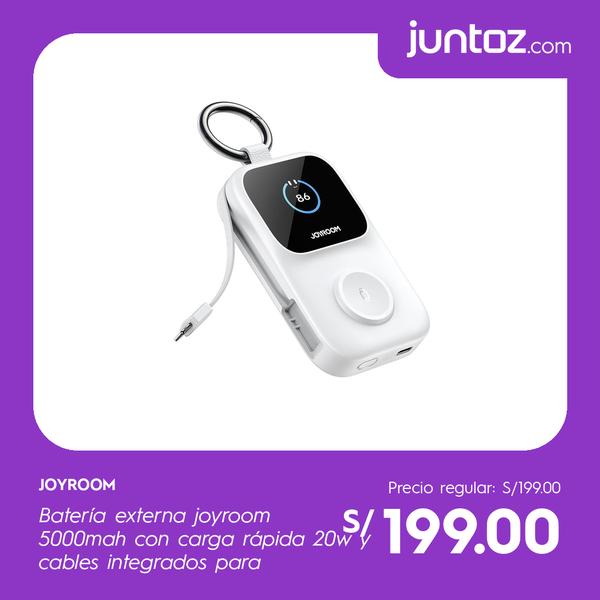 juntoz.com
86
JOYROOM
JOYROOM
Batería externa joyroom
5000mah con carga rápida 20w y
cables integrados para
Precio regular: S/199.00
S/199.00